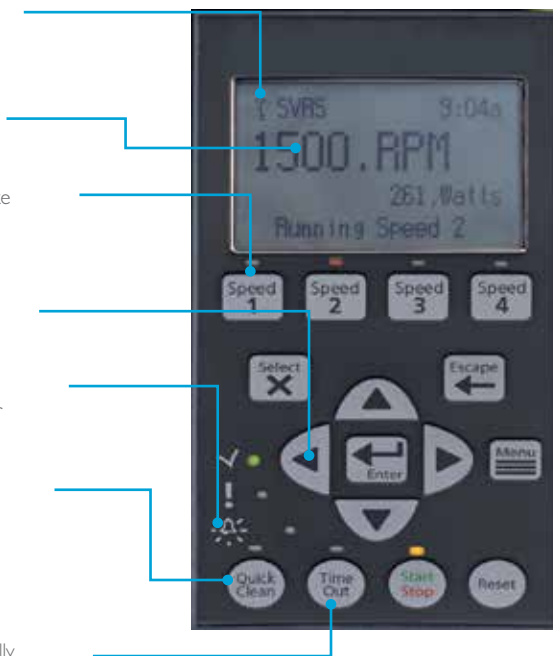 SVRS 9:04a
1500.RPM
261.Watts
Running Speed 2
Speed 1
Speed 2
Speed 3
Speed 4
Select
Escape
Enter
Menu
Quick Clean
Time Out
Start Stop
Reset